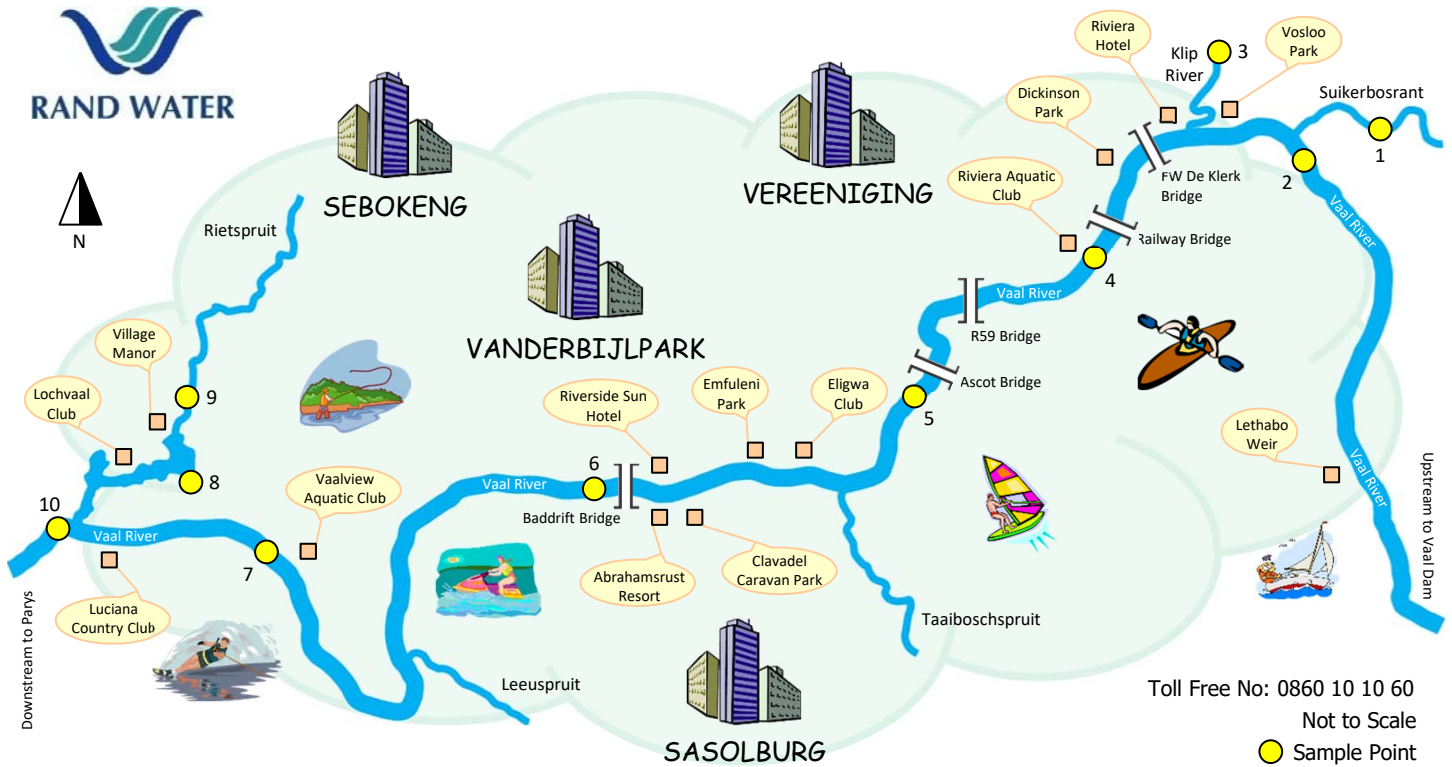 RAND WATER
N
SEBOKENG
VEREENIGING
VANDERBIJLPARK
SASOLBURG
Riviera
Hotel
Vosloo
Park
Klip
River
3
Suikerbosrant
1
2
Dickinson
Park
FW De Klerk
Bridge
Riviera Aquatic
Club
Railway Bridge
4
Vaal River
Vaal River
R59 Bridge
Ascot Bridge
5
Rietspruit
Village
Manor
Lochvaal
Club
9
8
10
Vaal River
7
Vaalview
Aquatic Club
Luciana
Country Club
Riverside Sun
Hotel
Emfuleni
Park
Eligwa
Club
6
Vaal River
Baddrift Bridge
Abrahamsrust
Resort
Clavadel
Caravan Park
Taaiboschspruit
Leeuspruit
Lethabo
Weir
Vaal River
Upstream to Vaal Dam
Downstream to Parys
Toll Free No: 0860 10 10 60
Not to Scale
Sample Point